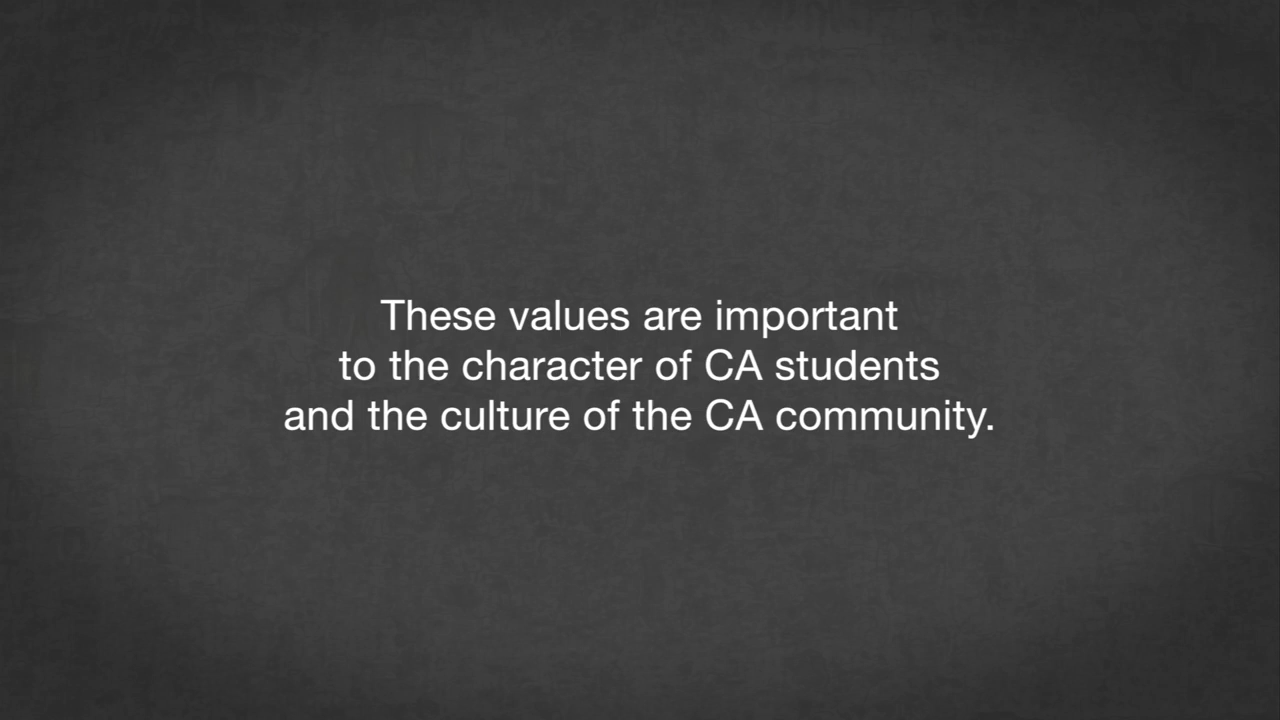 These values are important
to the character of CA students
and the culture of the CA community.